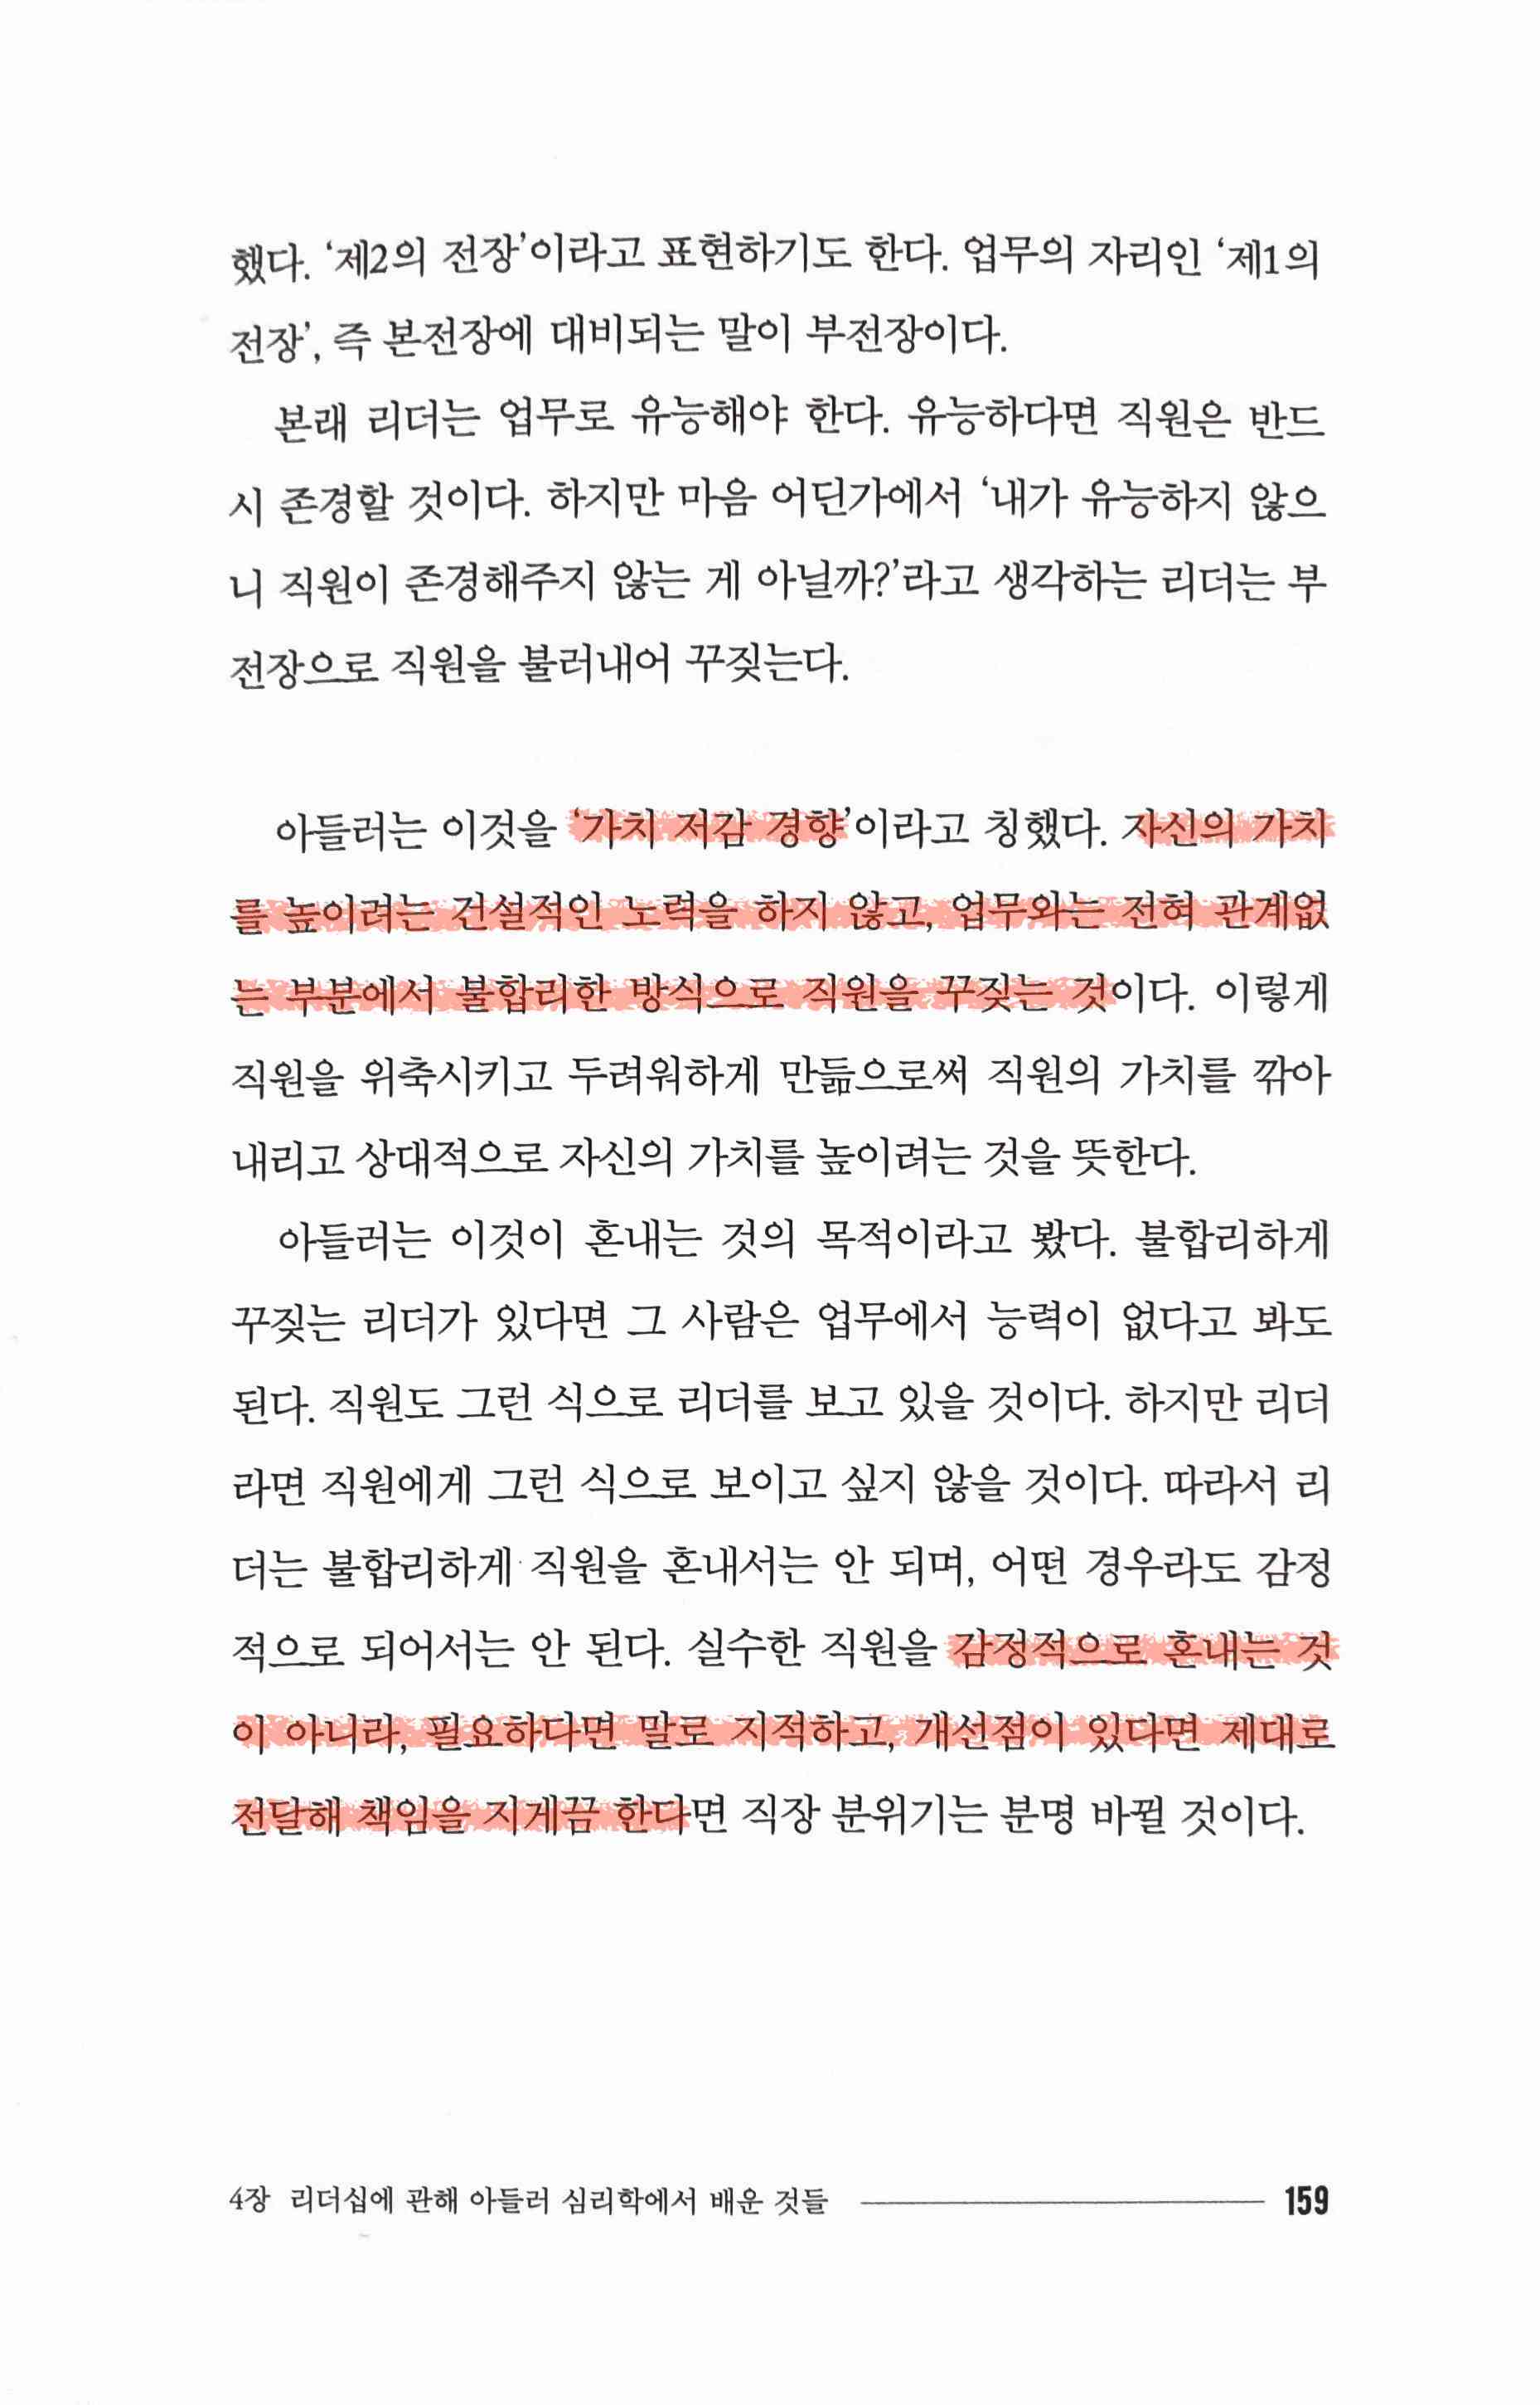 했다. ‘제2의 전장’이라고 표현하기도 한다. 업무의 자리인 ‘제1의
전장’, 즉 본전장에 대비되는 말이 부전장이다.
본래 리더는 업무로 유능해야 한다. 유능하다면 직원은 반드
시 존경할 것이다. 하지만 마음 어딘가에서 ‘내가 유능하지 않으
니 직원이 존경해주지 않는 게 아닐까?’라고 생각하는 리더는 부
전장으로 직원을 불러내어 꾸짖는다.
아들러는 이것을 ‘가치 저감 경향’이라고 칭했다. 자신의 가치
를 높이려는 건설적인 노력을 하지 않고, 업무와는 전혀 관계없
는 부분에서 불합리한 방식으로 직원을 꾸짖는 것이다. 이렇게
직원을 위축시키고 두려워하게 만듦으로써 직원의 가치를 깎아
내리고 상대적으로 자신의 가치를 높이려는 것을 뜻한다.
아들러는 이것이 혼내는 것의 목적이라고 봤다. 불합리하게
꾸짖는 리더가 있다면 그 사람은 업무에서 능력이 없다고 봐도
된다. 직원도 그런 식으로 리더를 보고 있을 것이다. 하지만 리더
라면 직원에게 그런 식으로 보이고 싶지 않을 것이다. 따라서 리
더는 불합리하게 직원을 혼내서는 안 되며, 어떤 경우라도 감정
적으로 되어서는 안 된다. 실수한 직원을 감정적으로 혼내는 것
이 아니라, 필요하다면 말로 지적하고, 개선점이 있다면 제대로
전달해 책임을 지게끔 한다면 직장 분위기는 분명 바뀔 것이다.
4장 리더십에 관해 아들러 심리학에서 배운 것들 159